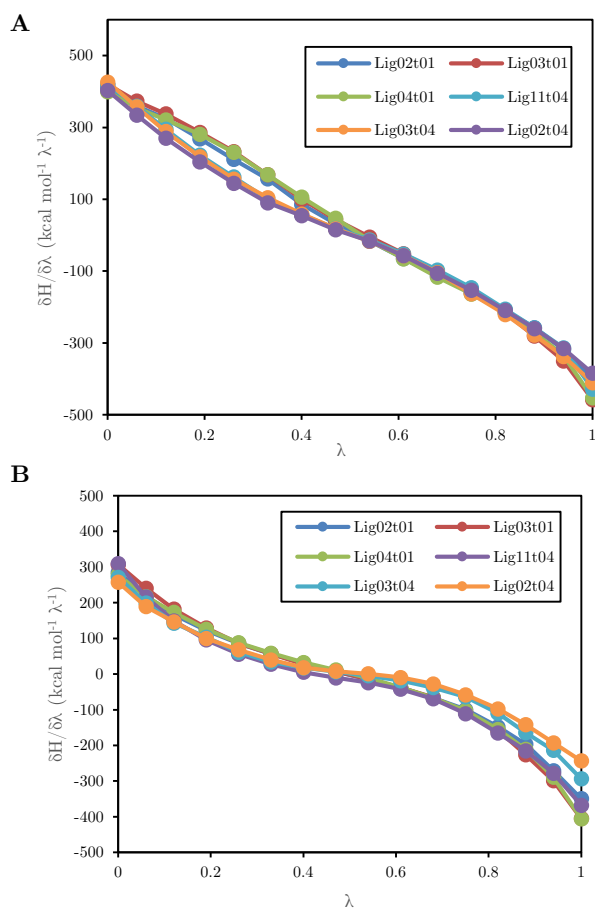 A
500
300
100
-100
-300
-500
δH/δλ (kcal mol⁻¹ λ⁻¹)
Lig02t01 Lig03t01
Lig04t01 Lig11t04
Lig03t04 Lig02t04
0 0.2 0.4 0.6 0.8 1
λ
B
500
400
300
200
100
0
-100
-200
-300
-400
-500
δH/δλ (kcal mol⁻¹ λ⁻¹)
Lig02t01 Lig03t01
Lig04t01 Lig11t04
Lig03t04 Lig02t04
0 0.2 0.4 0.6 0.8 1
λ